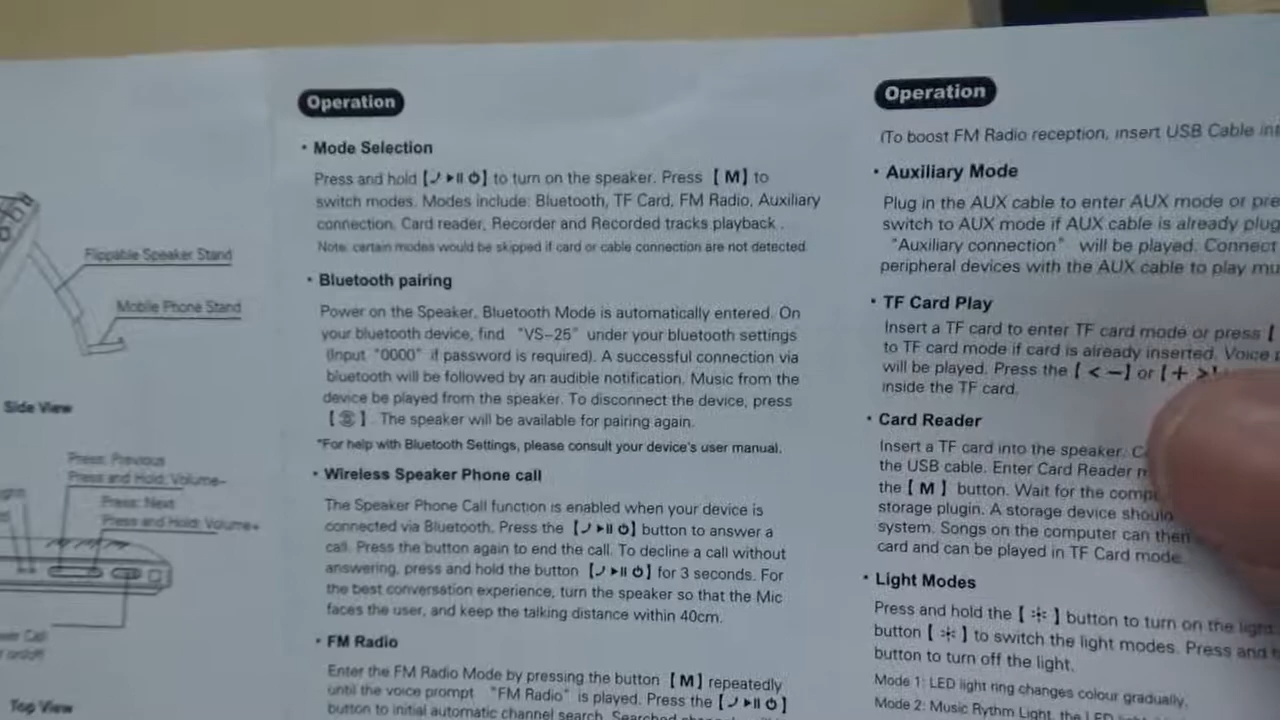 Flippable Speaker Stand
Mobile Phone Stand
Side View
Press: Previous
Press and Hold: Volume-
Press: Next
Press and Hold: Volume+
Call
on/off
Top View
Operation
• Mode Selection
Press and hold【 ⏯ ⏻】to turn on the speaker. Press 【 M】 to
switch modes. Modes include: Bluetooth, TF Card, FM Radio, Auxiliary
connection, Card reader, Recorder and Recorded tracks playback .
Note: certain modes would be skipped if card or cable connection are not detected.
• Bluetooth pairing
Power on the Speaker. Bluetooth Mode is automatically entered. On
your bluetooth device, find "VS-25" under your bluetooth settings
(Input "0000" if password is required). A successful connection via
bluetooth will be followed by an audible notification. Music from the
device be played from the speaker. To disconnect the device, press
【 】. The speaker will be available for pairing again.
*For help with Bluetooth Settings, please consult your device's user manual.
• Wireless Speaker Phone call
The Speaker Phone Call function is enabled when your device is
connected via Bluetooth. Press the 【 ⏯ ⏻】 button to answer a
call. Press the button again to end the call. To decline a call without
answering, press and hold the button 【 ⏯ ⏻】 for 3 seconds. For
the best conversation experience, turn the speaker so that the Mic
faces the user, and keep the talking distance within 40cm.
• FM Radio
Enter the FM Radio Mode by pressing the button 【 M】 repeatedly
until the voice prompt "FM Radio" is played. Press the 【 ⏯ ⏻】
button to initial automatic channel search. Searched
Operation
(To boost FM Radio reception, insert USB Cable
• Auxiliary Mode
Plug in the AUX cable to enter AUX mode or
switch to AUX mode if AUX cable is already
"Auxiliary connection" will be played. Connect
peripheral devices with the AUX cable to play
• TF Card Play
Insert a TF card to enter TF card mode or press【
to TF card mode if card is already inserted. Voice
will be played. Press the【 < −】or【 + >】
inside the TF card.
• Card Reader
Insert a TF card into the speaker.
the USB cable. Enter Card Reader
the【 M 】 button. Wait for the
storage plugin. A storage device should
system. Songs on the computer can then
card and can be played in TF Card mode.
• Light Modes
Press and hold the【 ☼ 】button to turn on the light.
button【 ☼ 】to switch the light modes. Press and
button to turn off the light.
Mode 1: LED light ring changes colour gradually.
Mode 2: Music Rythm Light, the LED